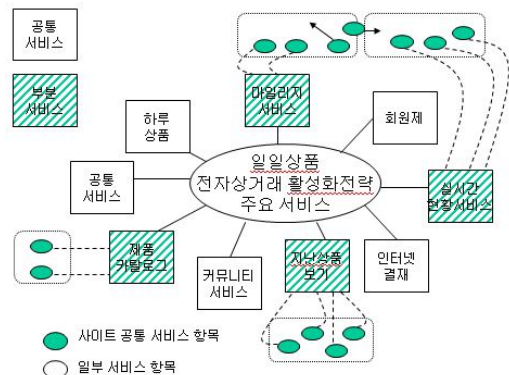 공통
서비스
부분
서비스
마일리지
서비스
하루
상품
회원제
공통
서비스
일일상품
전자상거래 활성화전략
주요 서비스
실시간
현황서비스
제품
카탈로그
커뮤니티
서비스
지난상품
보기
인터넷
결재
사이트 공통 서비스 항목
일부 서비스 항목